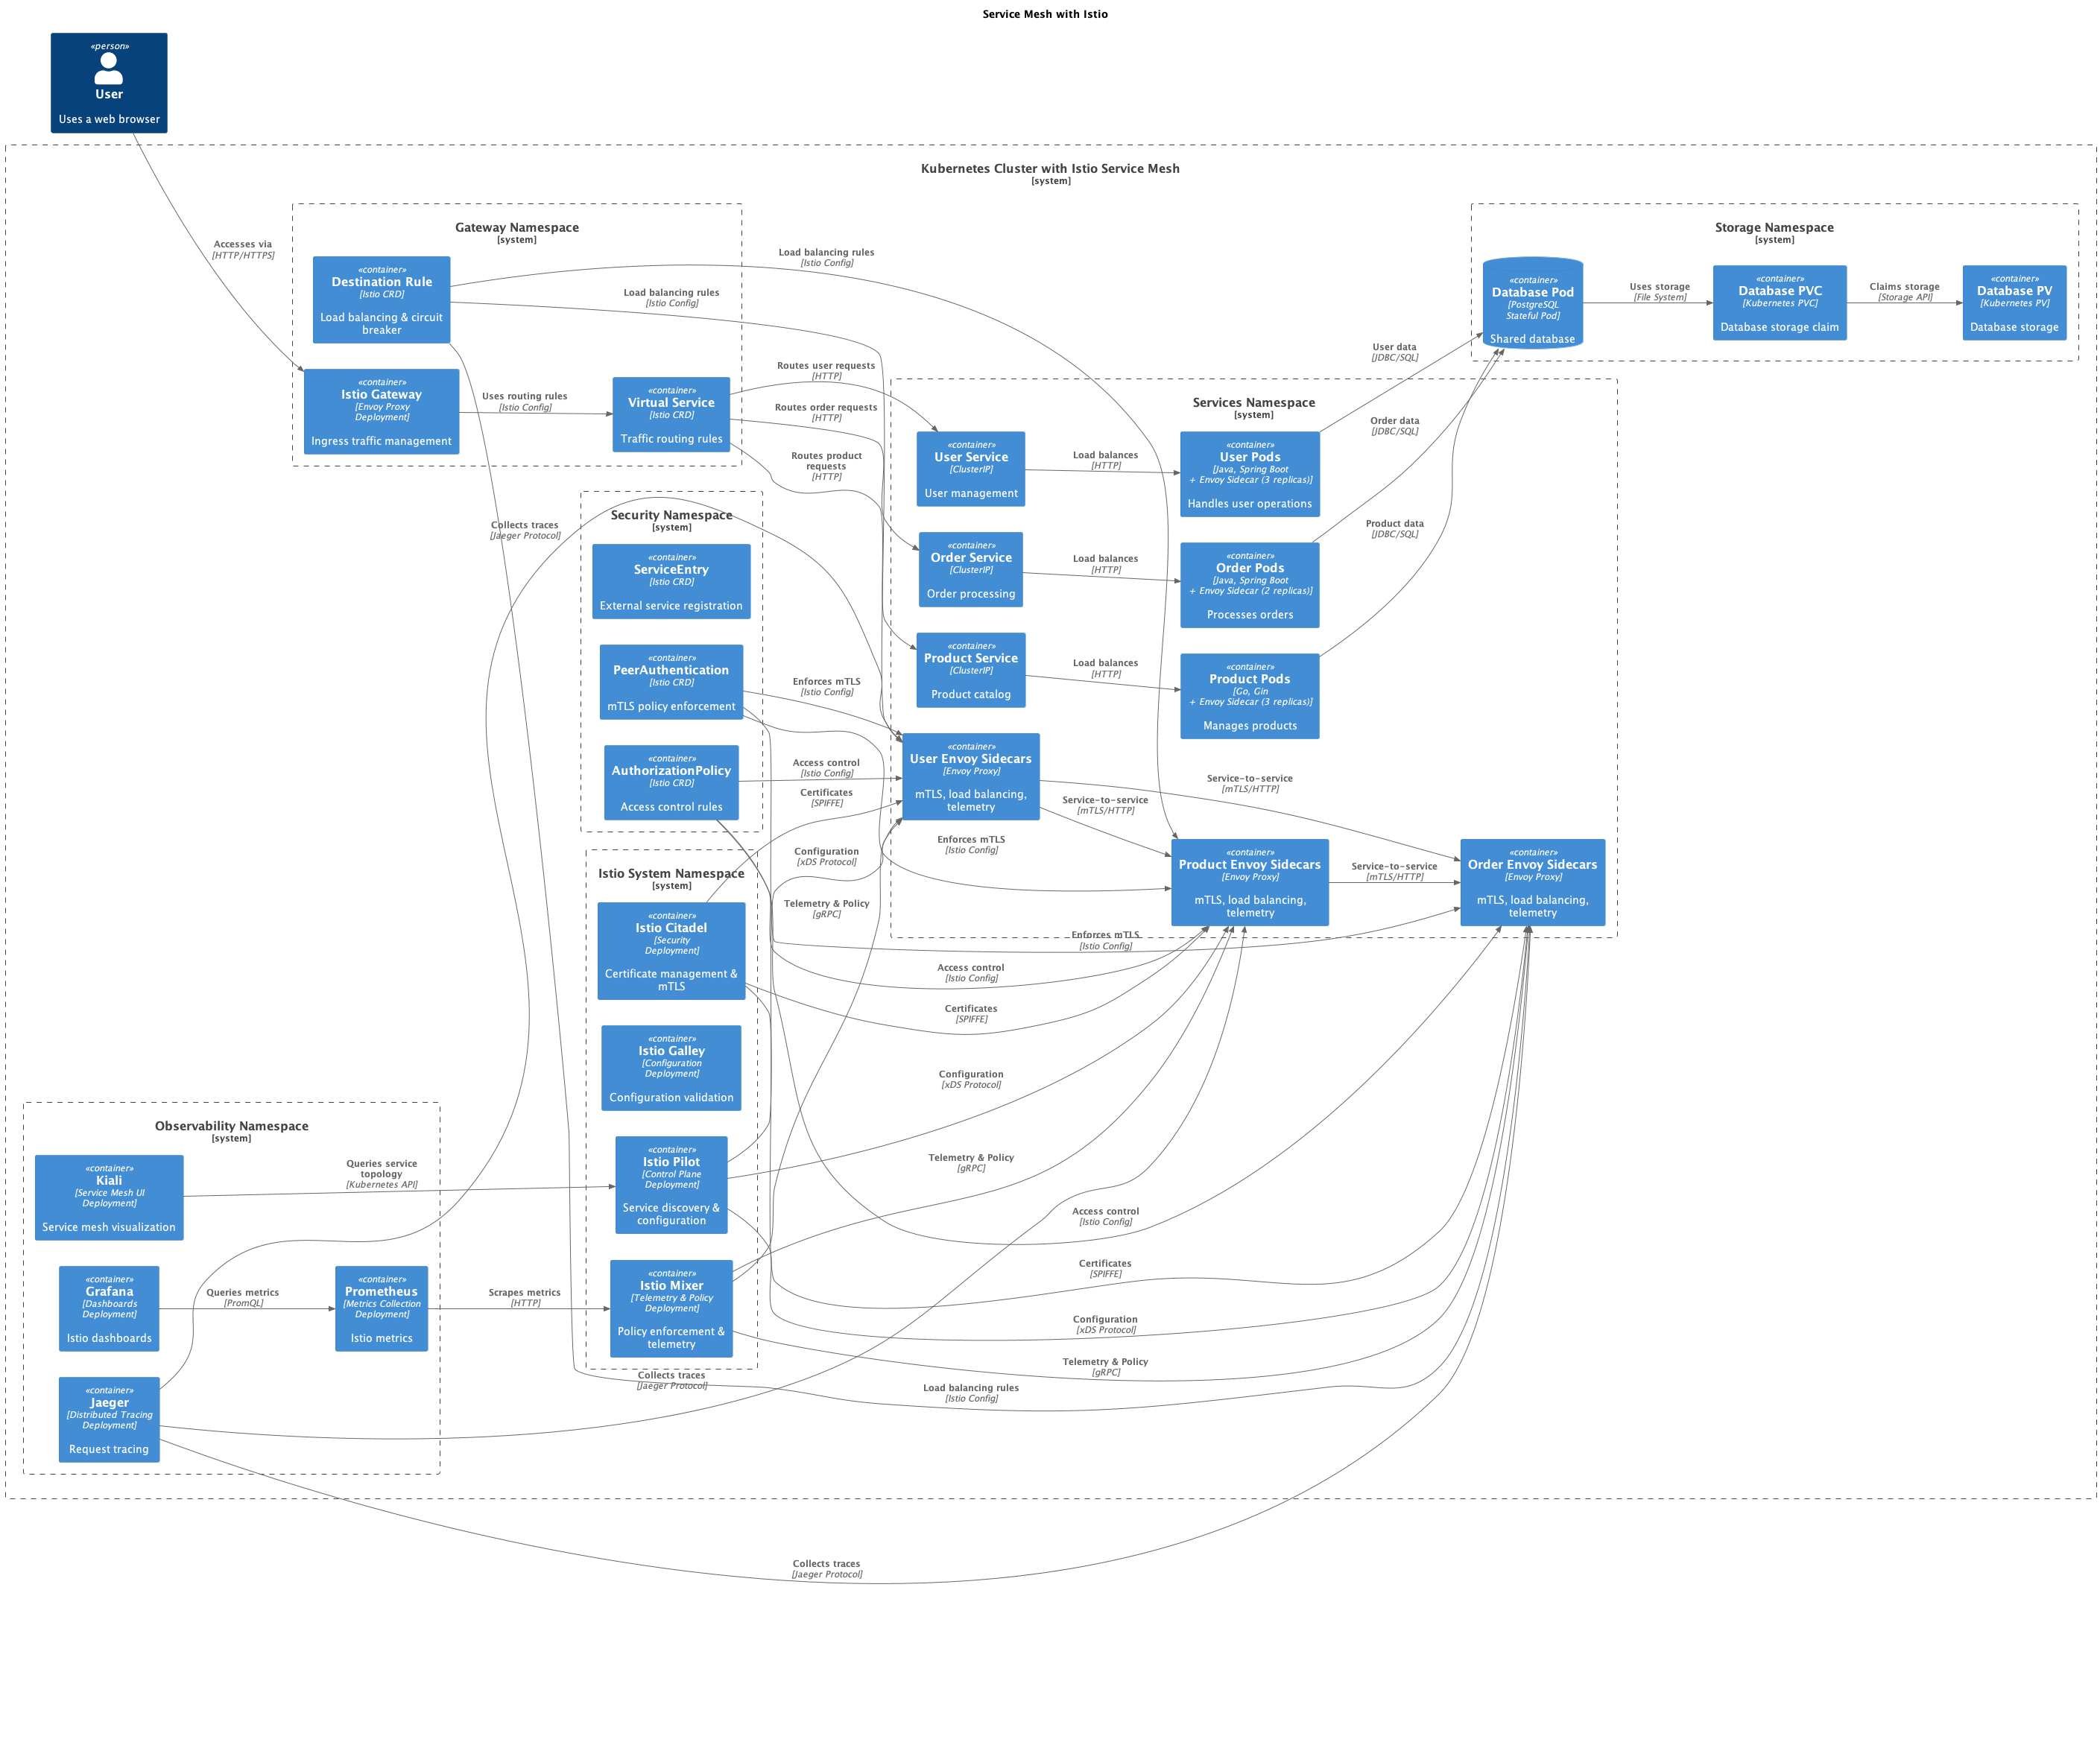 Service Mesh with Istio
«person»
User
Uses a web browser
Kubernetes Cluster with Istio Service Mesh
[system]
Accesses via
[HTTP/HTTPS]
Gateway Namespace
[system]
«container»
Destination Rule
[Istio CRD]
Load balancing & circuit
breaker
«container»
Istio Gateway
[Envoy Proxy
Deployment]
Ingress traffic management
Uses routing rules
[Istio Config]
«container»
Virtual Service
[Istio CRD]
Traffic routing rules
Load balancing rules
[Istio Config]
Load balancing rules
[Istio Config]
Routes user requests
[HTTP]
Routes order requests
[HTTP]
Routes product
requests
[HTTP]
Storage Namespace
[system]
«container»
Database Pod
[PostgreSQL
Stateful Pod]
Shared database
Uses storage
[File System]
«container»
Database PVC
[Kubernetes PVC]
Database storage claim
Claims storage
[Storage API]
«container»
Database PV
[Kubernetes PV]
Database storage
User data
[JDBC/SQL]
Order data
[JDBC/SQL]
Product data
[JDBC/SQL]
Services Namespace
[system]
«container»
User Service
[ClusterIP]
User management
Load balances
[HTTP]
«container»
User Pods
[Java, Spring Boot
+ Envoy Sidecar (3 replicas)]
Handles user operations
«container»
Order Service
[ClusterIP]
Order processing
Load balances
[HTTP]
«container»
Order Pods
[Java, Spring Boot
+ Envoy Sidecar (2 replicas)]
Processes orders
«container»
Product Service
[ClusterIP]
Product catalog
Load balances
[HTTP]
«container»
Product Pods
[Go, Gin
+ Envoy Sidecar (3 replicas)]
Manages products
«container»
User Envoy Sidecars
[Envoy Proxy]
mTLS, load balancing,
telemetry
Service-to-service
[mTLS/HTTP]
Service-to-service
[mTLS/HTTP]
«container»
Product Envoy Sidecars
[Envoy Proxy]
mTLS, load balancing,
telemetry
Service-to-service
[mTLS/HTTP]
«container»
Order Envoy Sidecars
[Envoy Proxy]
mTLS, load balancing,
telemetry
Collects traces
[Jaeger Protocol]
Security Namespace
[system]
«container»
ServiceEntry
[Istio CRD]
External service registration
«container»
PeerAuthentication
[Istio CRD]
mTLS policy enforcement
«container»
AuthorizationPolicy
[Istio CRD]
Access control rules
Enforces mTLS
[Istio Config]
Access control
[Istio Config]
Certificates
[SPIFFE]
Configuration
[xDS Protocol]
Telemetry & Policy
[gRPC]
Enforces mTLS
[Istio Config]
Enforces mTLS
[Istio Config]
Access control
[Istio Config]
Certificates
[SPIFFE]
Configuration
[xDS Protocol]
Telemetry & Policy
[gRPC]
Access control
[Istio Config]
Certificates
[SPIFFE]
Configuration
[xDS Protocol]
Telemetry & Policy
[gRPC]
Load balancing rules
[Istio Config]
Istio System Namespace
[system]
«container»
Istio Citadel
[Security
Deployment]
Certificate management &
mTLS
«container»
Istio Galley
[Configuration
Deployment]
Configuration validation
«container»
Istio Pilot
[Control Plane
Deployment]
Service discovery &
configuration
«container»
Istio Mixer
[Telemetry & Policy
Deployment]
Policy enforcement &
telemetry
Observability Namespace
[system]
«container»
Kiali
[Service Mesh UI
Deployment]
Service mesh visualization
Queries service
topology
[Kubernetes API]
«container»
Grafana
[Dashboards
Deployment]
Istio dashboards
Queries metrics
[PromQL]
«container»
Prometheus
[Metrics Collection
Deployment]
Istio metrics
Scrapes metrics
[HTTP]
«container»
Jaeger
[Distributed Tracing
Deployment]
Request tracing
Collects traces
[Jaeger Protocol]
Collects traces
[Jaeger Protocol]